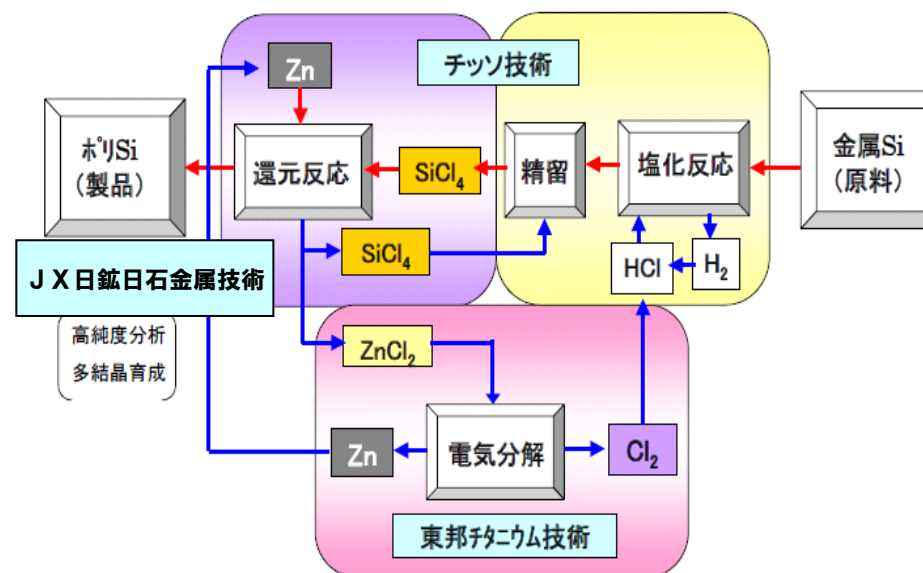 Zn
チッソ技術
ﾎﾟﾘSi
（製品）
還元反応
SiCl4
精留
塩化反応
金属Si
（原料）
SiCl4
HCl
H2
ＪＸ日鉱日石金属技術
高純度分析
多結晶育成
ZnCl2
Zn
電気分解
Cl2
東邦ﾁﾀﾆｳﾑ技術